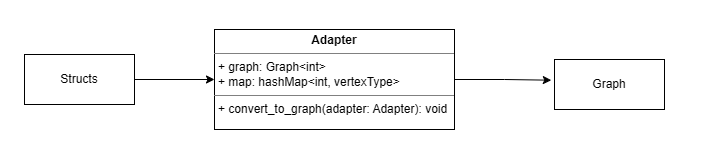 Structs
Adapter
+ graph: Graph<int>
+ map: hashMap<int, vertexType>
+ convert_to_graph(adapter: Adapter): void
Graph